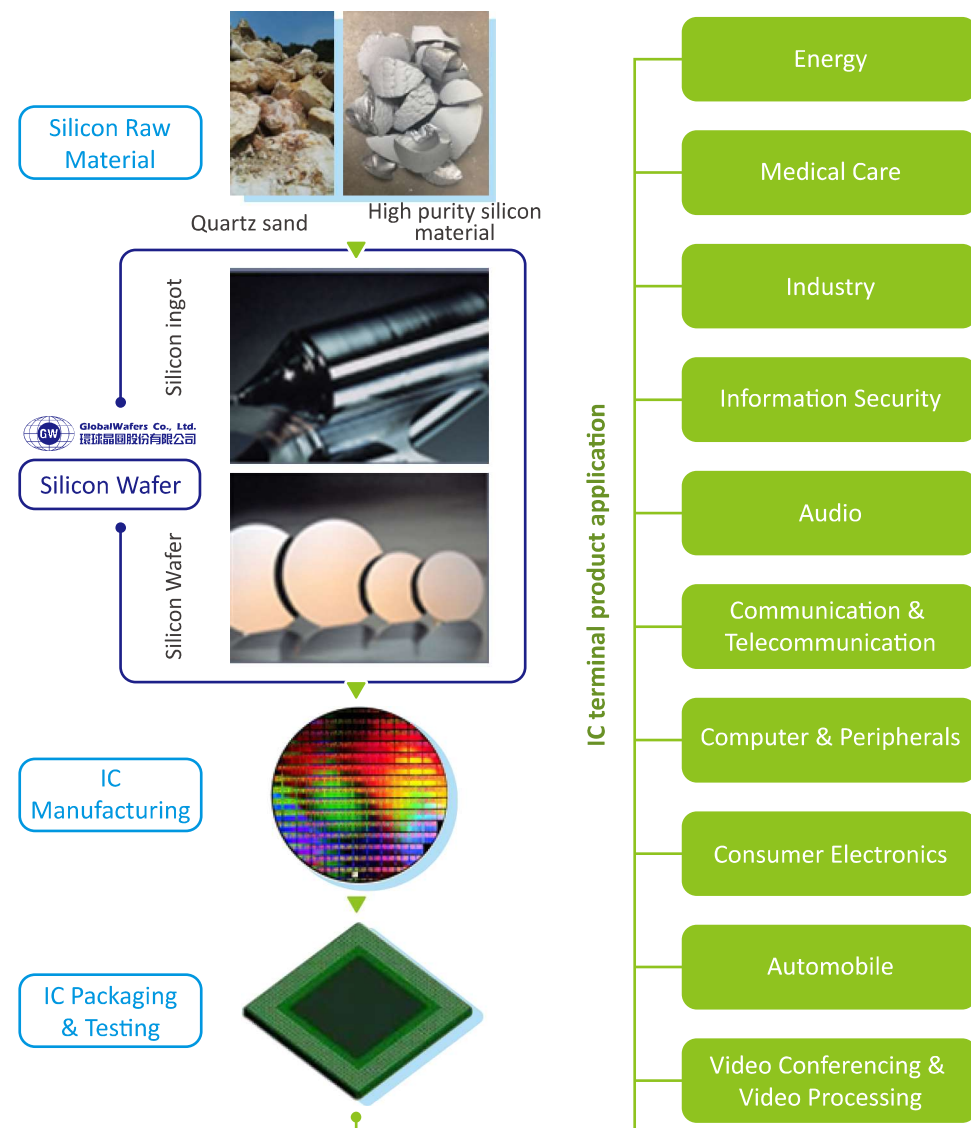 Silicon Raw
Material
Quartz sand
High purity silicon
material
Silicon ingot
GW
GlobalWafers Co., Ltd.
環球晶圓股份有限公司
Silicon Wafer
Silicon Wafer
IC
Manufacturing
IC Packaging
& Testing
IC terminal product application
Energy
Medical Care
Industry
Information Security
Audio
Communication &
Telecommunication
Computer & Peripherals
Consumer Electronics
Automobile
Video Conferencing &
Video Processing